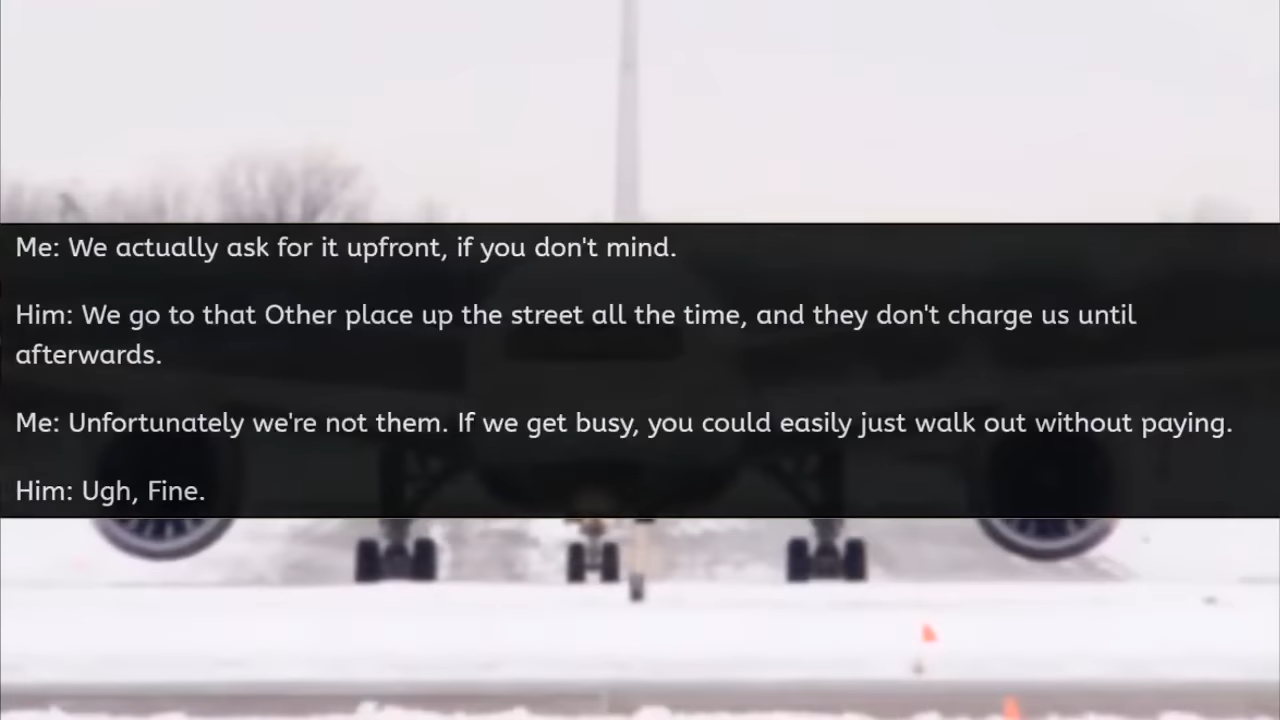 Me: We actually ask for it upfront, if you don't mind.
Him: We go to that Other place up the street all the time, and they don't charge us until
afterwards.
Me: Unfortunately we're not them. If we get busy, you could easily just walk out without paying.
Him: Ugh, Fine.